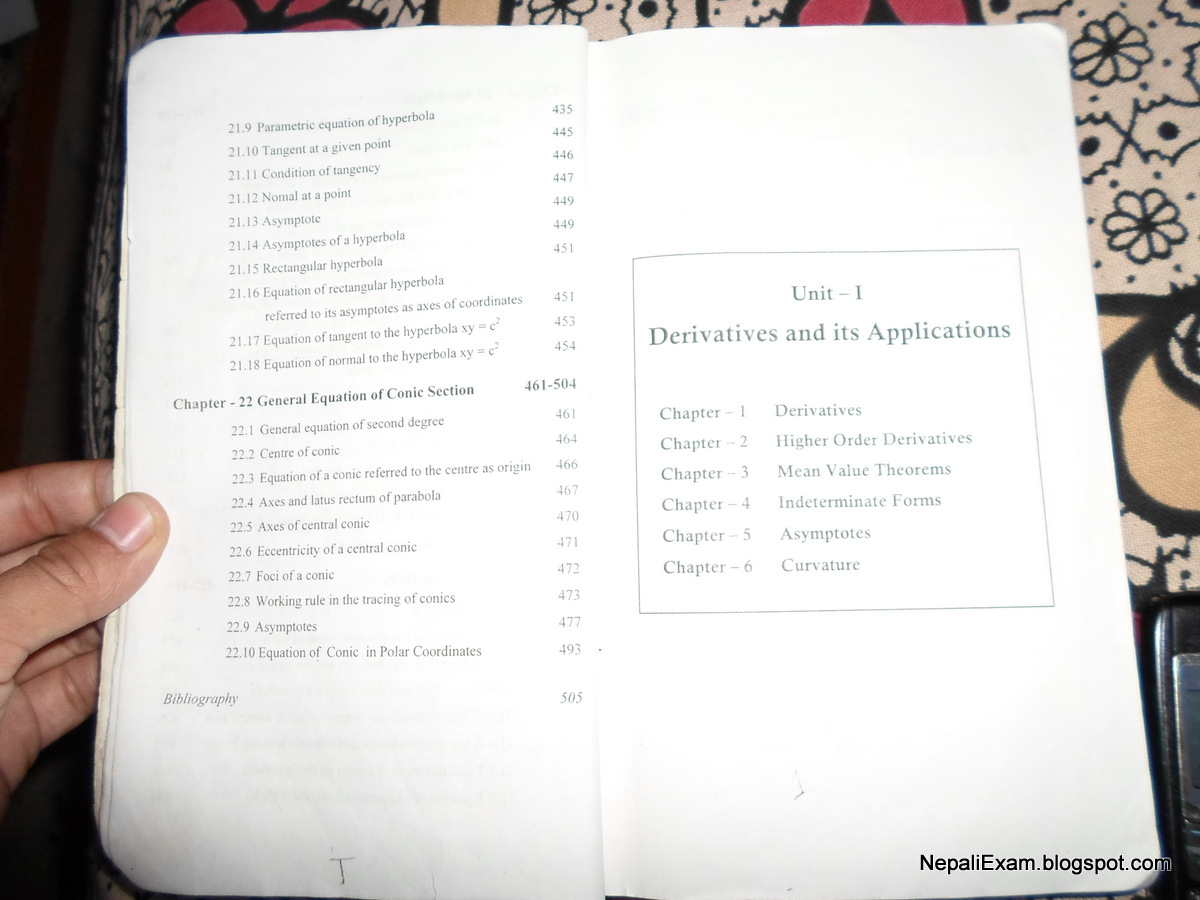 21.9 Parametric equation of hyperbola 435
21.10 Tangent at a given point 445
21.11 Condition of tangency 446
21.12 Nomal at a point 447
21.13 Asymptote 449
21.14 Asymptotes of a hyperbola 449
21.15 Rectangular hyperbola 451
21.16 Equation of rectangular hyperbola
referred to its asymptotes as axes of coordinates 451
21.17 Equation of tangent to the hyperbola xy = c² 453
21.18 Equation of normal to the hyperbola xy = c² 454
Chapter - 22 General Equation of Conic Section 461-504
22.1 General equation of second degree 461
22.2 Centre of conic 464
22.3 Equation of a conic referred to the centre as origin 466
22.4 Axes and latus rectum of parabola 467
22.5 Axes of central conic 470
22.6 Eccentricity of a central conic 471
22.7 Foci of a conic 472
22.8 Working rule in the tracing of conics 473
22.9 Asymptotes 477
22.10 Equation of Conic in Polar Coordinates 493
Bibliography 505
T
Unit – I
Derivatives and its Applications
Chapter – 1 Derivatives
Chapter – 2 Higher Order Derivatives
Chapter – 3 Mean Value Theorems
Chapter – 4 Indeterminate Forms
Chapter – 5 Asymptotes
Chapter – 6 Curvature
NepaliExam.blogspot.com